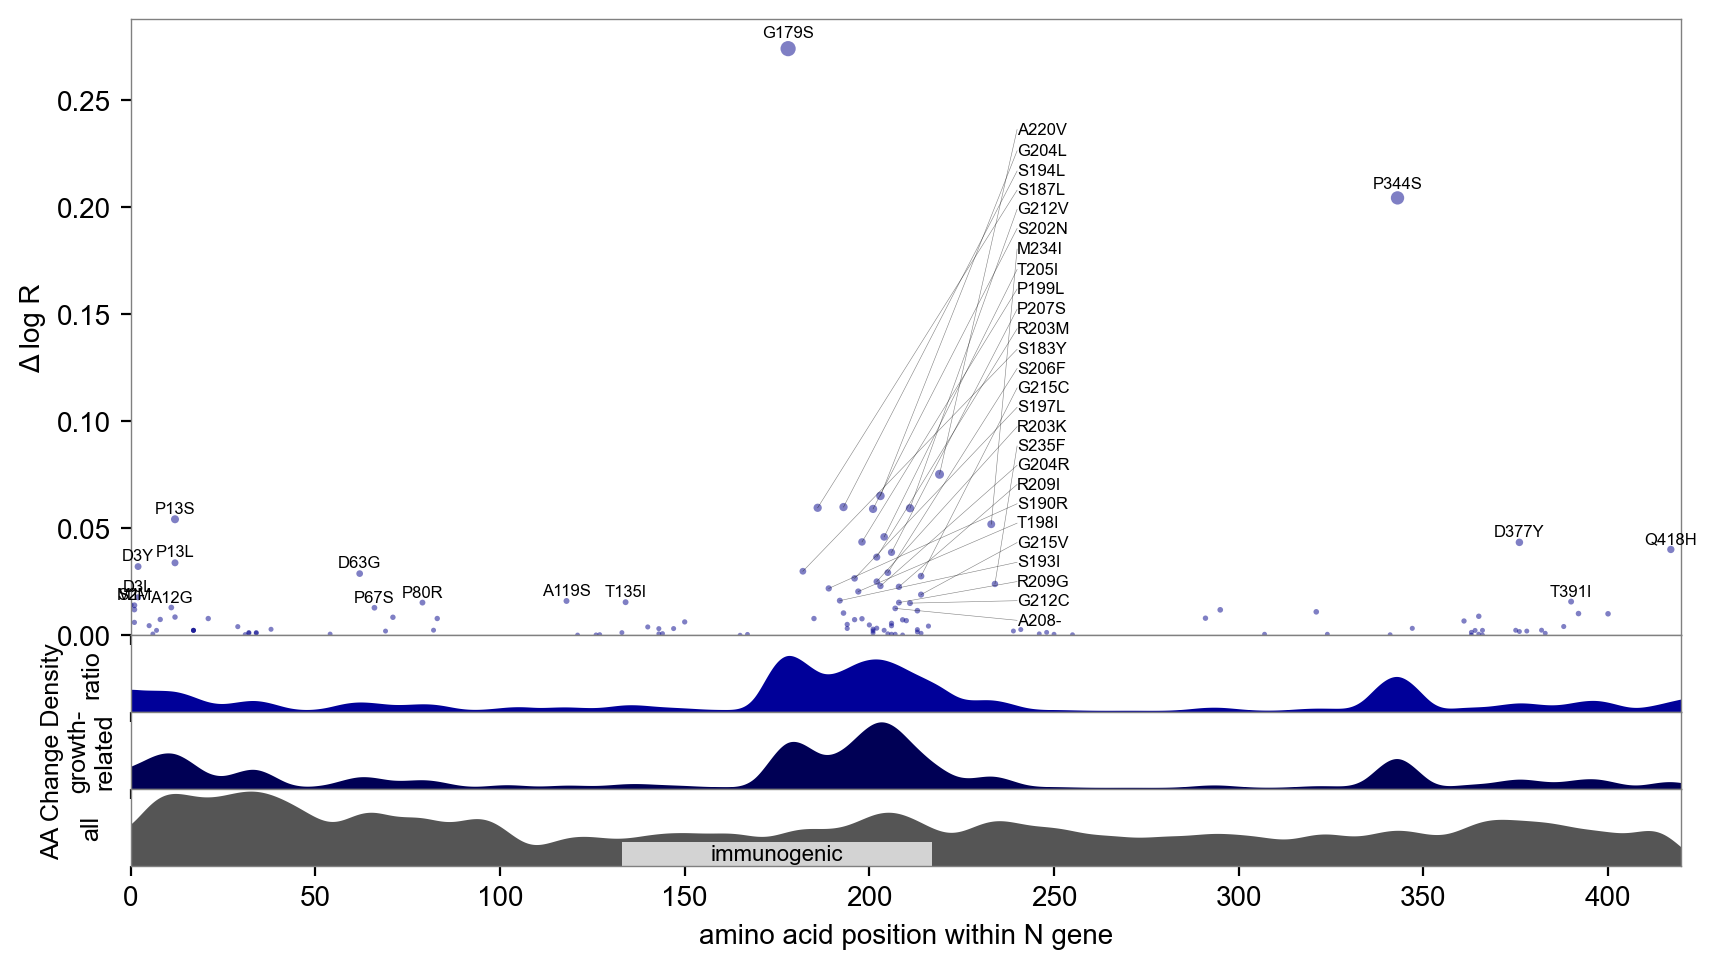 G179S
0.25
A220V
G204L
S194L
P344S
S187L
0.20
G212V
S202N
M234I
T205I
P199L
0.15
P207S
Δ log R
R203M
S183Y
S206F
G215C
S197L
0.10
R203K
S235F
G204R
R209I
S190R
P13S
0.05
T198I
D377Y
Q418H
G215V
D3Y
P13L
D63G
S193I
R209G
D3L
A12G
P67S
P80R
A119S
T135I
T391I
G212C
A208-
0.00
AA Change Density
ratio
growth-
related
all
immunogenic
0 50 100 150 200 250 300 350 400
amino acid position within N gene